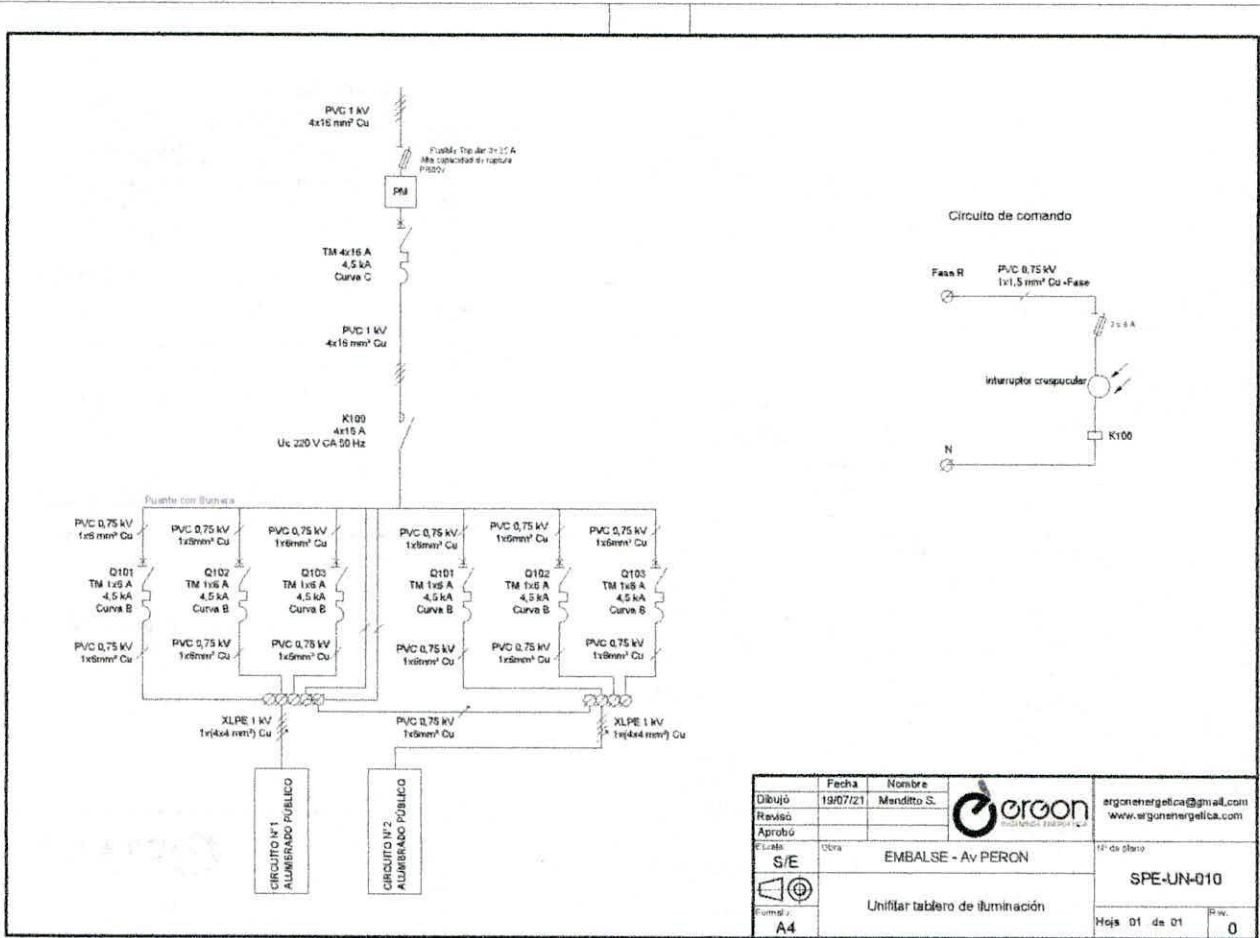 PVC 1 kV
4x16 mm² Cu
Alta capacidad de ruptura
PM
TM 4x16 A
4,5 kA
Curva C
PVC 1 kV
4x16 mm² Cu
K100
4x16 A
Uc 220 V CA 50 Hz
Circuito de comando
Fase R
PVC 0,75 kV
1x1,5 mm² Cu -Fase
interruptor crespucular
K100
N
Puente con Bornera
PVC 0,75 kV
1x6 mm² Cu
PVC 0,75 kV
1x6mm² Cu
PVC 0,75 kV
1x6mm² Cu
PVC 0,75 kV
1x6mm² Cu
PVC 0,75 kV
1x6mm² Cu
PVC 0,75 kV
1x6mm² Cu
Q101
TM 1x6 A
4,5 kA
Curva B
Q102
TM 1x6 A
4,5 kA
Curva B
Q103
TM 1x6 A
4,5 kA
Curva B
Q101
TM 1x6 A
4,5 kA
Curva B
Q102
TM 1x6 A
4,5 kA
Curva B
Q103
TM 1x6 A
4,5 kA
Curva B
PVC 0,75 kV
1x6mm² Cu
PVC 0,75 kV
1x6mm² Cu
PVC 0,75 kV
1x6mm² Cu
PVC 0,75 kV
1x6mm² Cu
PVC 0,75 kV
1x6mm² Cu
PVC 0,75 kV
1x6mm² Cu
XLPE 1 kV
1x(4x4 mm²) Cu
PVC 0,75 kV
1x6mm² Cu
XLPE 1 kV
1x(4x4 mm²) Cu
CIRCUITO N°1
ALUMBRADO PÚBLICO
CIRCUITO N°2
ALUMBRADO PÚBLICO
Fecha Nombre
Dibujó 19/07/21 Menditto S.
Revisó
Aprobó
ergon
INGENIERÍA ENERGÉTICA
ergonenergetica@gmail.com
www.ergonenergetica.com
Escala
S/E
Obra
EMBALSE - Av PERON
N° de plano
SPE-UN-010
Unifilar tablero de iluminación
Formato
A4
Hoja 01 de 01
Rev.
0